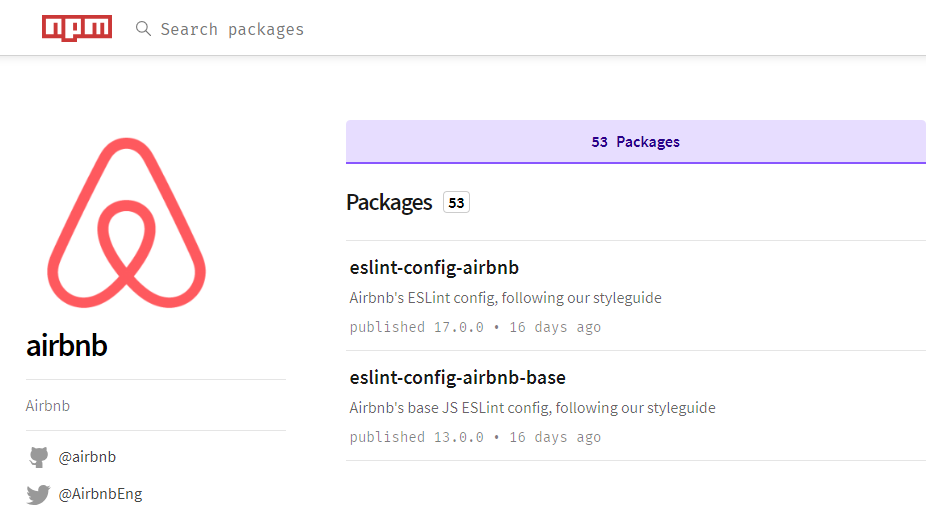 npm
Search packages
53 Packages
Packages 53
eslint-config-airbnb
Airbnb's ESLint config, following our styleguide
published 17.0.0 • 16 days ago
eslint-config-airbnb-base
Airbnb's base JS ESLint config, following our styleguide
published 13.0.0 • 16 days ago
airbnb
Airbnb
@airbnb
@AirbnbEng